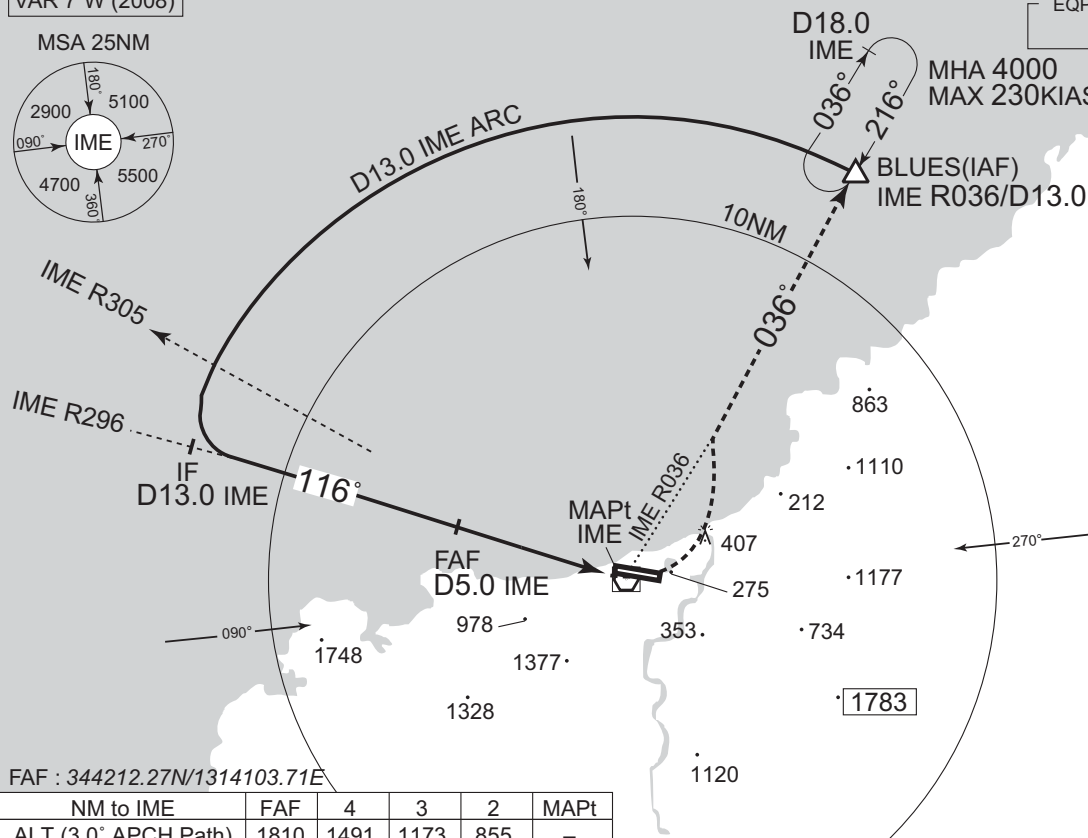 VAR 7°W (2008)
EQP
MSA 25NM
180°
2900
5100
090°
IME
270°
4700
5500
360°
D18.0
IME
036°
216°
MHA 4000
MAX 230KIAS
D13.0 IME ARC
BLUES(IAF)
IME R036/D13.0
180°
10NM
IME R305
036°
IME R296
863
IF
D13.0 IME
116°
1110
212
IME R036
MAPt
IME
407
270°
FAF
D5.0 IME
275
1177
978
353
734
090°
1748
1377
1328
1783
1120
FAF : 344212.27N/1314103.71E
NM to IME FAF 4 3 2 MAPt
ALT (3.0° APCH Path) 1810 1491 1173 855 –